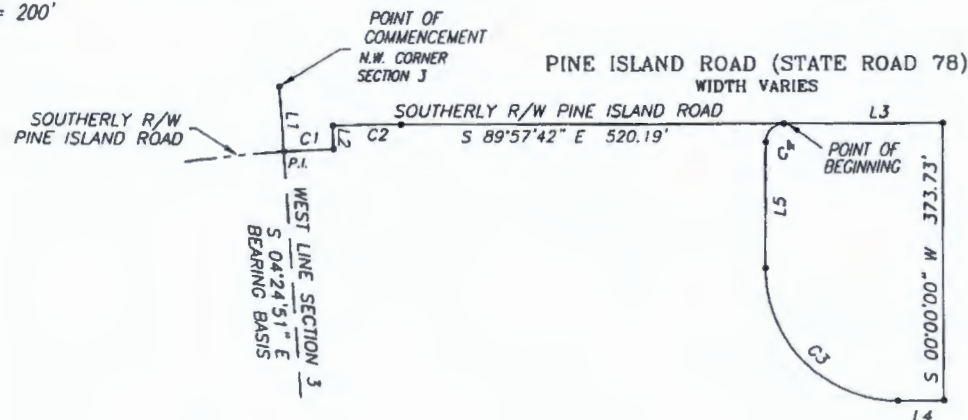 = 200'
POINT OF
COMMENCEMENT
N.W. CORNER
SECTION 3
PINE ISLAND ROAD (STATE ROAD 78)
WIDTH VARIES
SOUTHERLY R/W
PINE ISLAND ROAD
L1
C1
L2
C2
SOUTHERLY R/W PINE ISLAND ROAD
S 89°57'42" E 520.19'
L3
P.I.
C4
POINT OF
BEGINNING
WEST LINE SECTION 3
S 04°24'51" E
BEARING BASIS
L5
S 00°00'00" W 373.73'
C3
L4